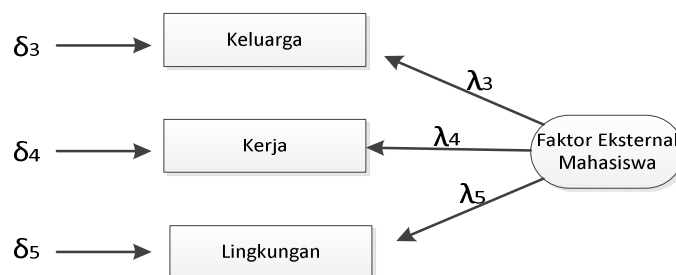 δ3
Keluarga
λ3
δ4
Kerja
λ4
Faktor Eksternal
Mahasiswa
λ5
δ5
Lingkungan